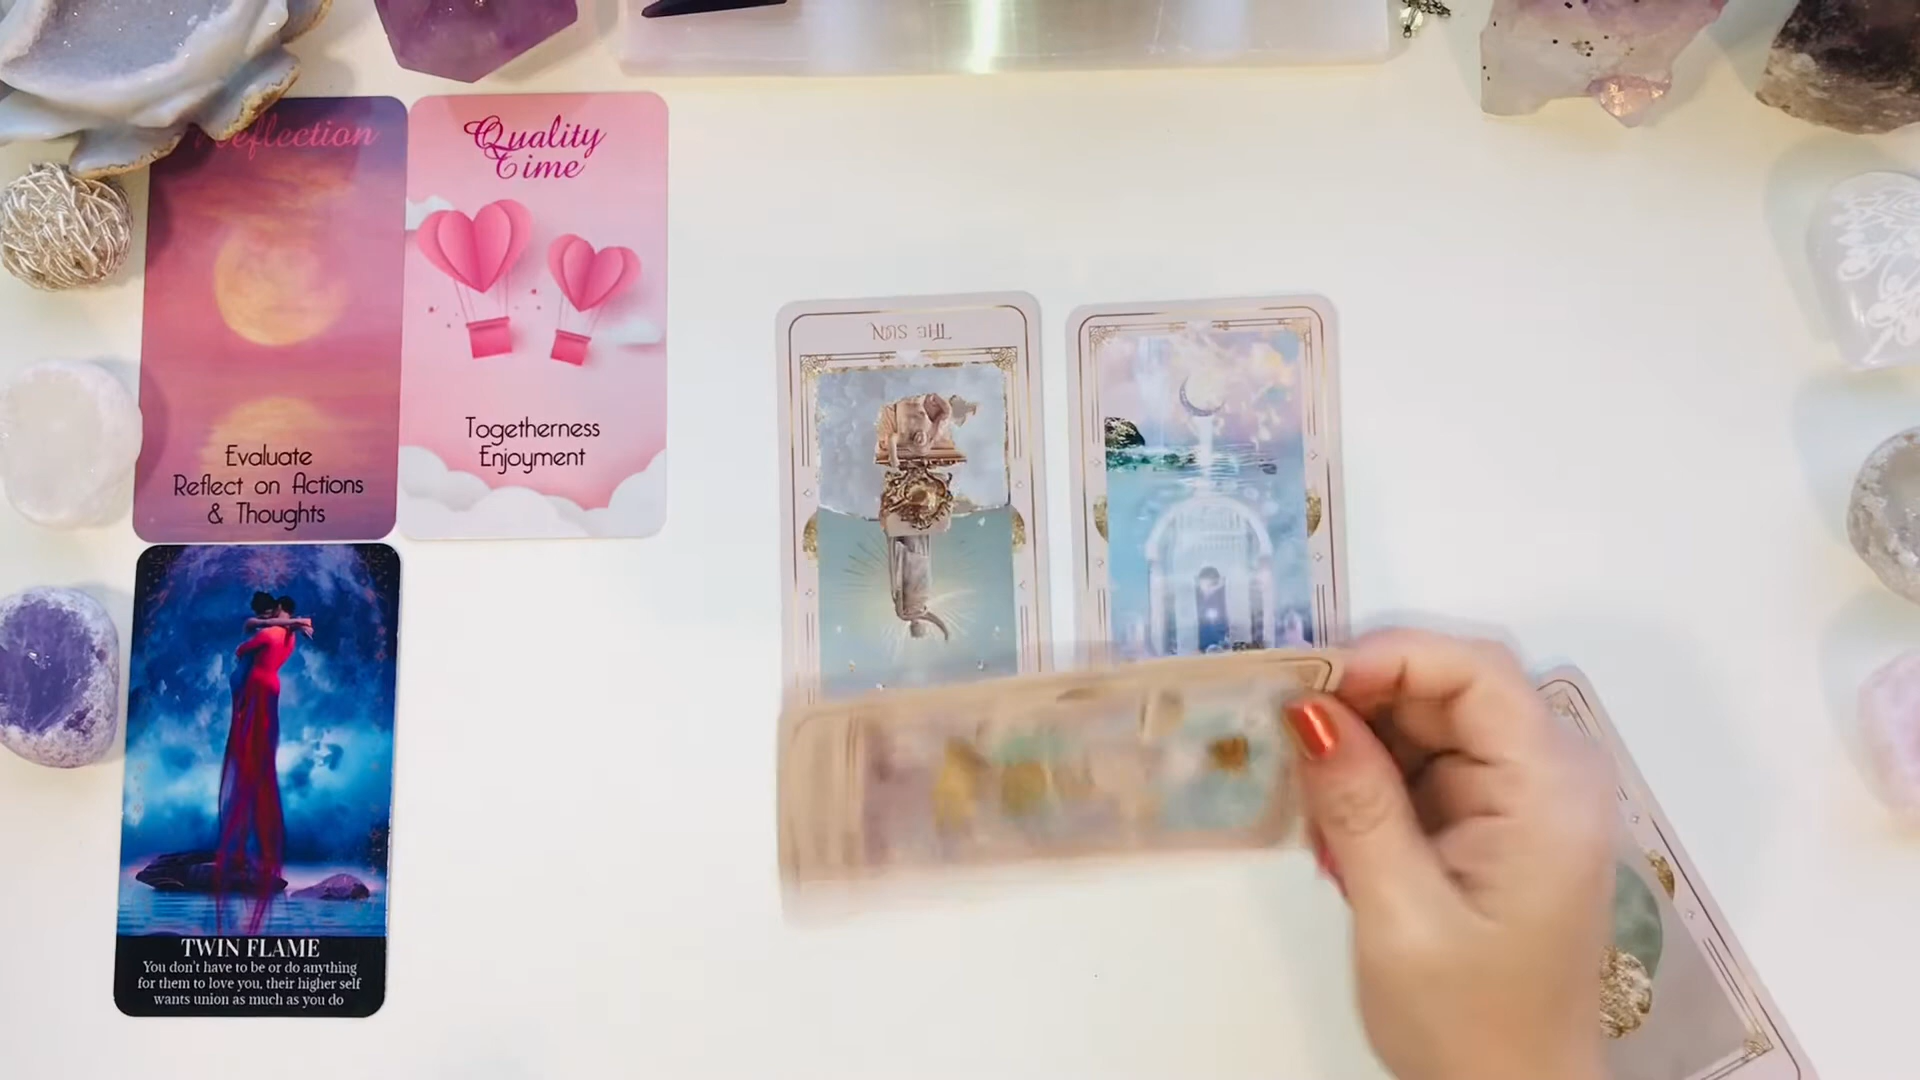 Reflection
Evaluate
Reflect on Actions
& Thoughts
Quality
Time
Togetherness
Enjoyment
TWIN FLAME
You don't have to be or do anything
for them to love you, their higher self
wants union as much as you do
THE SUN